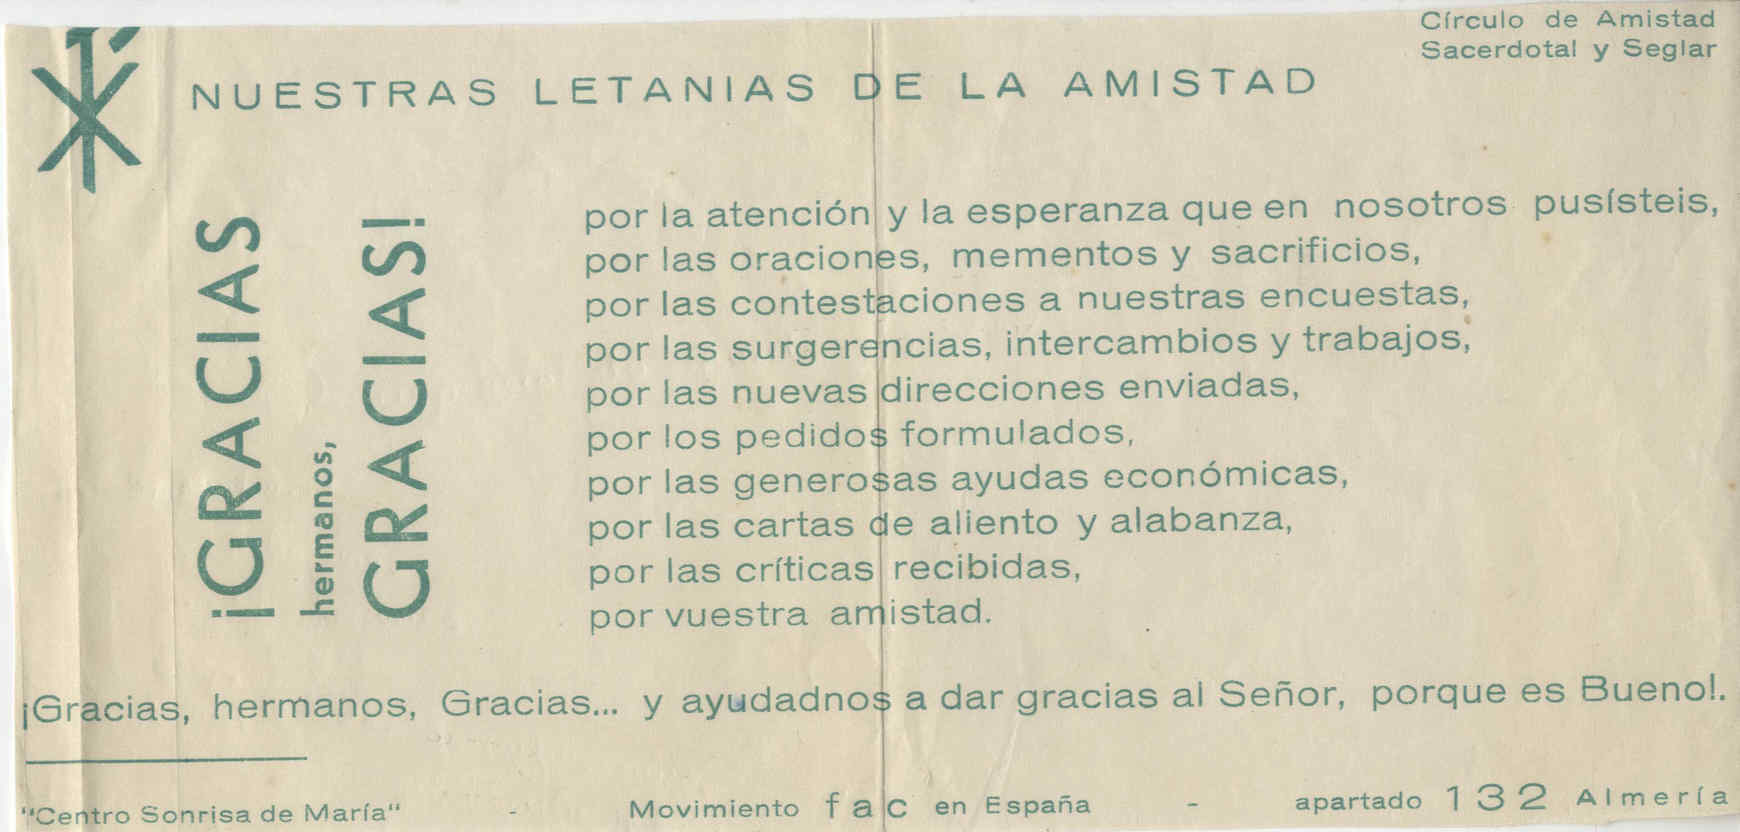 Círculo de Amistad
Sacerdotal y Seglar
NUESTRAS LETANIAS DE LA AMISTAD
¡GRACIAS
hermanos,
GRACIAS!
por la atención y la esperanza que en nosotros pusísteis,
por las oraciones, mementos y sacrificios,
por las contestaciones a nuestras encuestas,
por las surgerencias, intercambios y trabajos,
por las nuevas direcciones enviadas,
por los pedidos formulados,
por las generosas ayudas económicas,
por las cartas de aliento y alabanza,
por las críticas recibidas,
por vuestra amistad.
¡Gracias, hermanos, Gracias... y ayudadnos a dar gracias al Señor, porque es Bueno!.
"Centro Sonrisa de María" - Movimiento fac en España - apartado 132 Almería